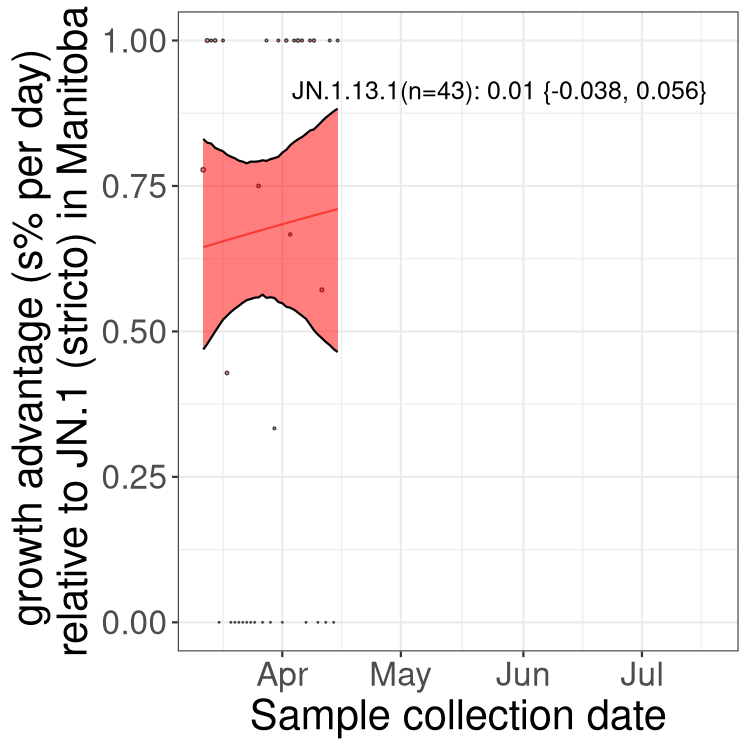 growth advantage (s% per day)
relative to JN.1 (stricto) in Manitoba
1.00
0.75
0.50
0.25
0.00
JN.1.13.1(n=43): 0.01 {-0.038, 0.056}
Apr May Jun Jul
Sample collection date